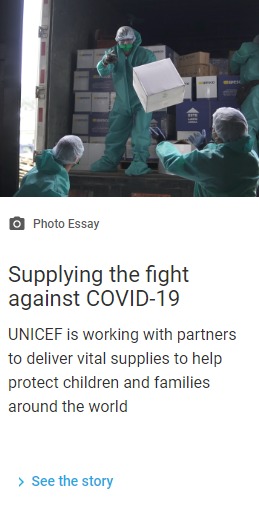 Photo Essay
Supplying the fight
against COVID-19
UNICEF is working with partners
to deliver vital supplies to help
protect children and families
around the world
See the story